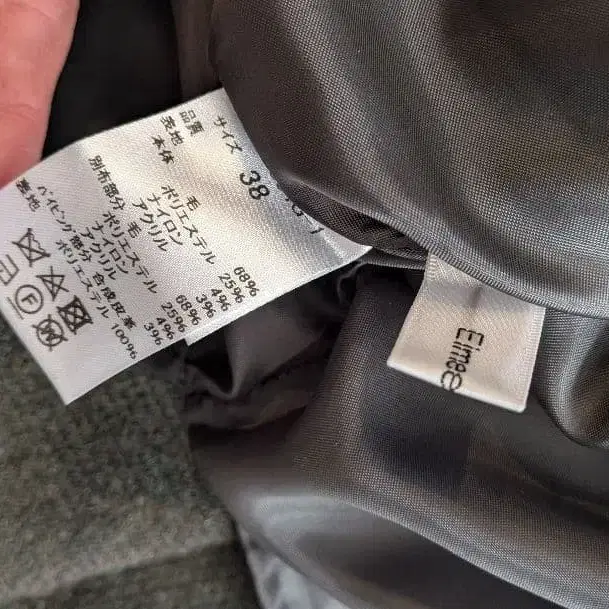 サイズ 38
品質
表地
本体 毛 68%
ポリエステル 25%
ナイロン 4%
アクリル 3%
別布部分 毛 68%
ポリエステル 25%
ナイロン 4%
アクリル 3%
パイピング部分 合成皮革
裏地 ポリエステル 100%
F
Eimee